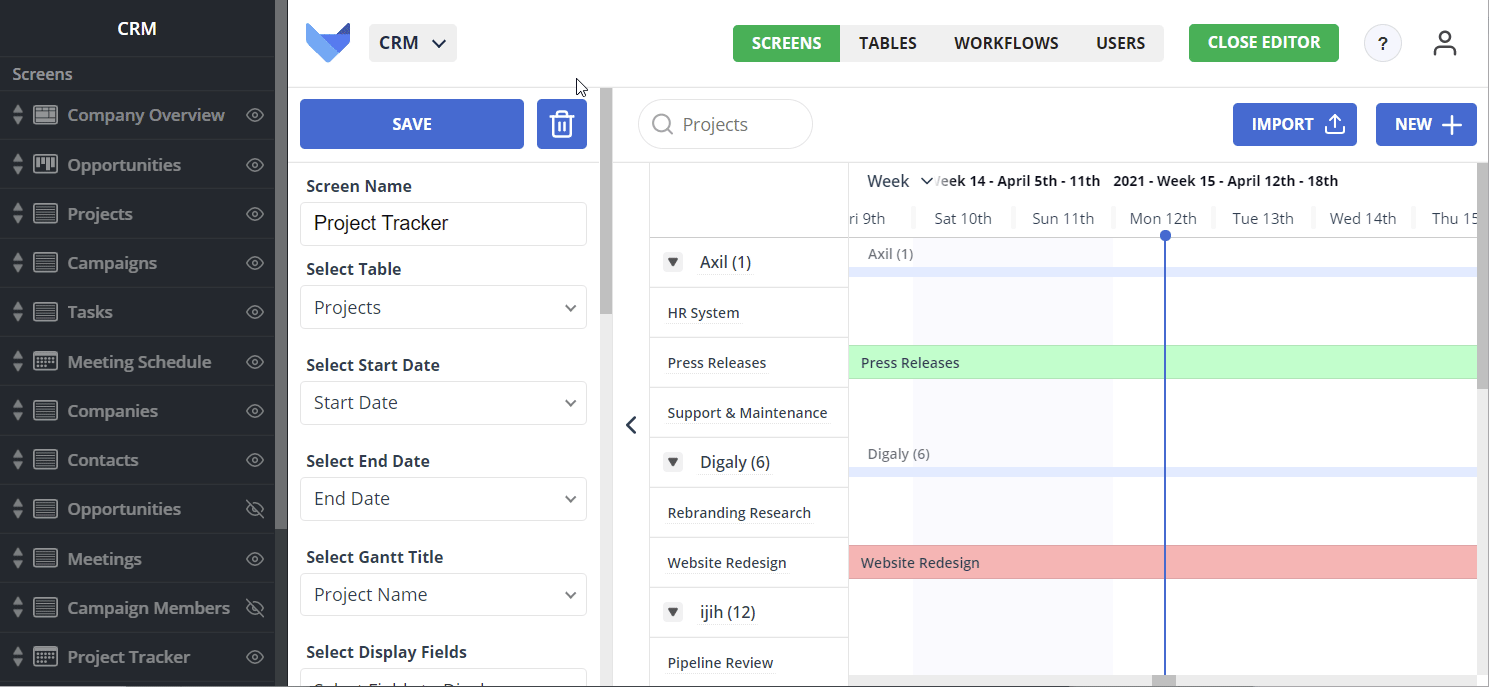 CRM
Screens
Company Overview
Opportunities
Projects
Campaigns
Tasks
Meeting Schedule
Companies
Contacts
Opportunities
Meetings
Campaign Members
Project Tracker
CRM
SCREENS TABLES WORKFLOWS USERS
CLOSE EDITOR
?
SAVE
Screen Name
Project Tracker
Select Table
Projects
Select Start Date
Start Date
Select End Date
End Date
Select Gantt Title
Project Name
Select Display Fields
Projects
IMPORT
NEW
Week
eek 14 - April 5th - 11th 2021 - Week 15 - April 12th - 18th
ri 9th Sat 10th Sun 11th Mon 12th Tue 13th Wed 14th Thu 15
Axil (1) Axil (1)
HR System
Press Releases Press Releases
Support & Maintenance
Digaly (6) Digaly (6)
Rebranding Research
Website Redesign Website Redesign
ijih (12)
Pipeline Review